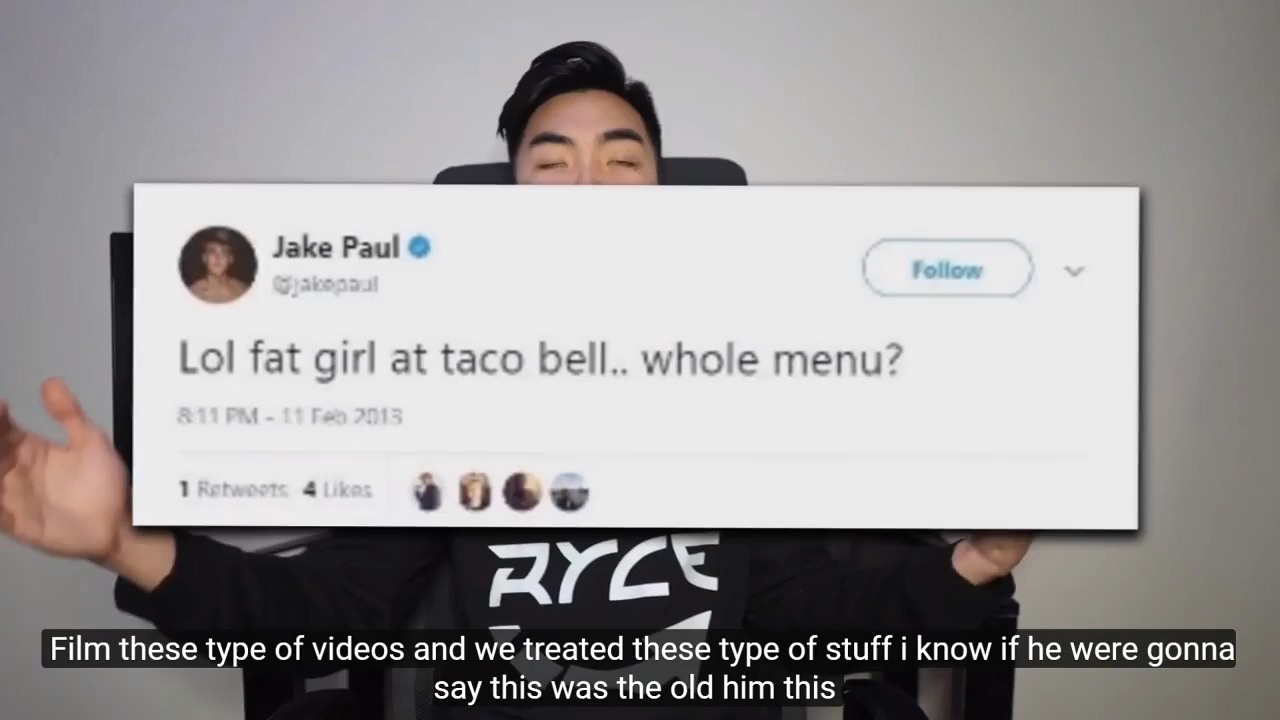 Jake Paul
@jakepaul
Follow
Lol fat girl at taco bell.. whole menu?
8:11 PM - 11 Feb 2013
1 Retweets 4 Likes
RYCE
Film these type of videos and we treated these type of stuff i know if he were gonna
say this was the old him this